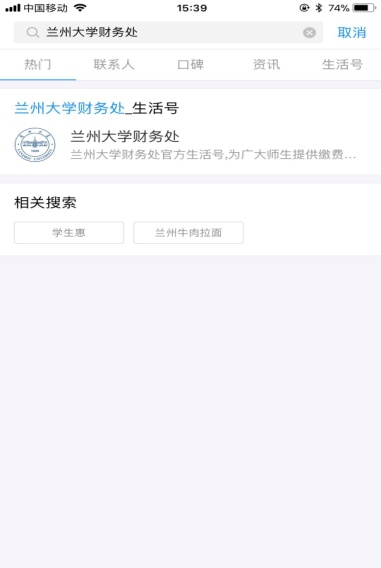 中国移动 15:39 74%
兰州大学财务处 取消
热门 联系人 口碑 资讯 生活号
兰州大学财务处_生活号
兰州大学财务处
兰州大学财务处官方生活号,为广大师生提供缴费...
相关搜索
学生惠 兰州牛肉拉面